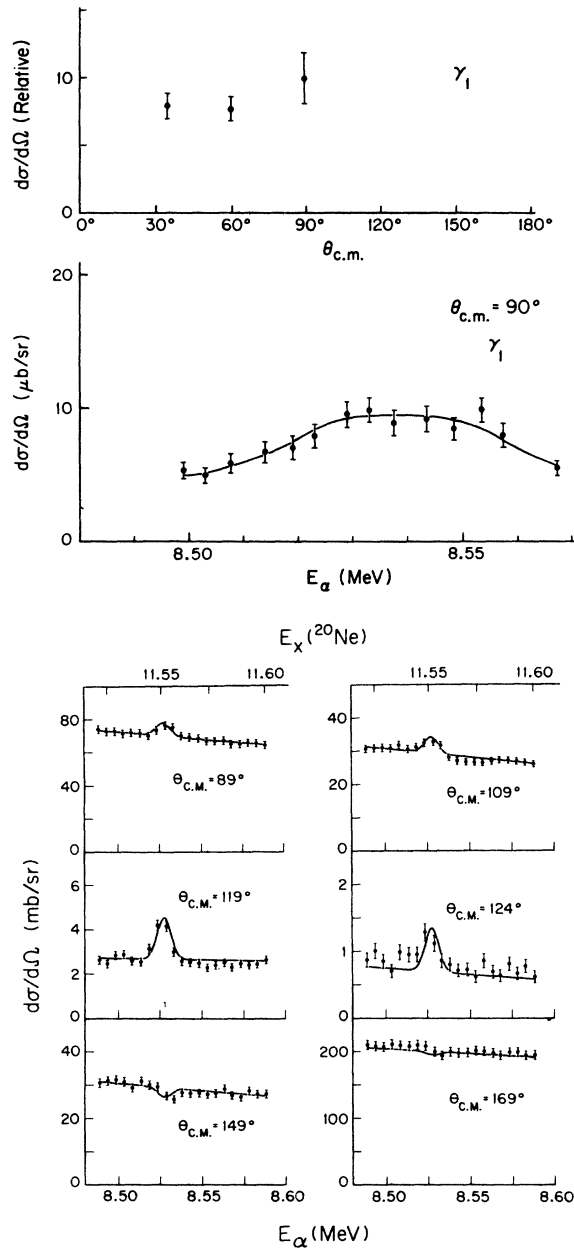 dσ/dΩ (Relative)
10
0
γ₁
0° 30° 60° 90° 120° 150° 180°
θc.m.
dσ/dΩ (μb/sr)
20
10
0
θc.m. = 90°
γ₁
8.50 8.55
Eα (MeV)
Ex (²⁰Ne)
11.55 11.60
11.55 11.60
80
40
0
θC.M. = 89°
40
20
0
θC.M. = 109°
dσ/dΩ (mb/sr)
6
4
2
0
θC.M. = 119°
2
1
0
θC.M. = 124°
40
20
0
θC.M. = 149°
200
100
0
θC.M. = 169°
8.50 8.55 8.60
8.50 8.55 8.60
Eα (MeV)